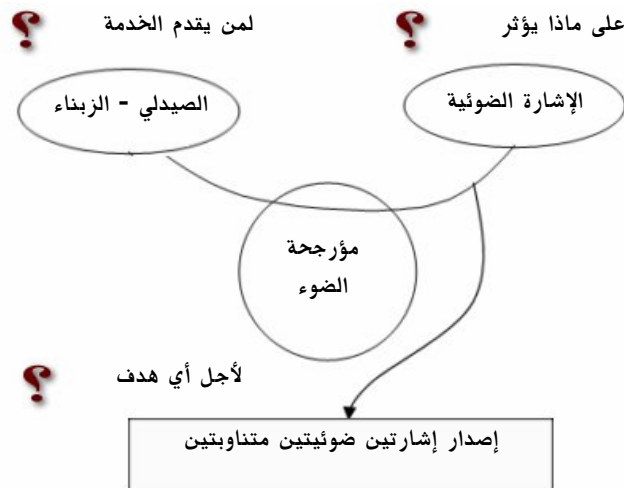 لمن يقدم الخدمة ؟
على ماذا يؤثر ؟
الصيدلي - الزبناء
الإشارة الضوئية
مؤرجحة
الضوء
لأجل أي هدف ؟
إصدار إشارتين ضوئيتين متناوبتين